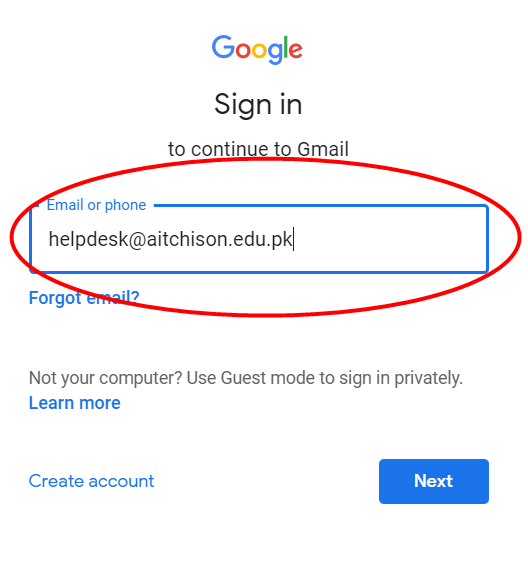 Google
Sign in
to continue to Gmail
Email or phone
helpdesk@aitchison.edu.pk
Forgot email?
Not your computer? Use Guest mode to sign in privately.
Learn more
Create account
Next